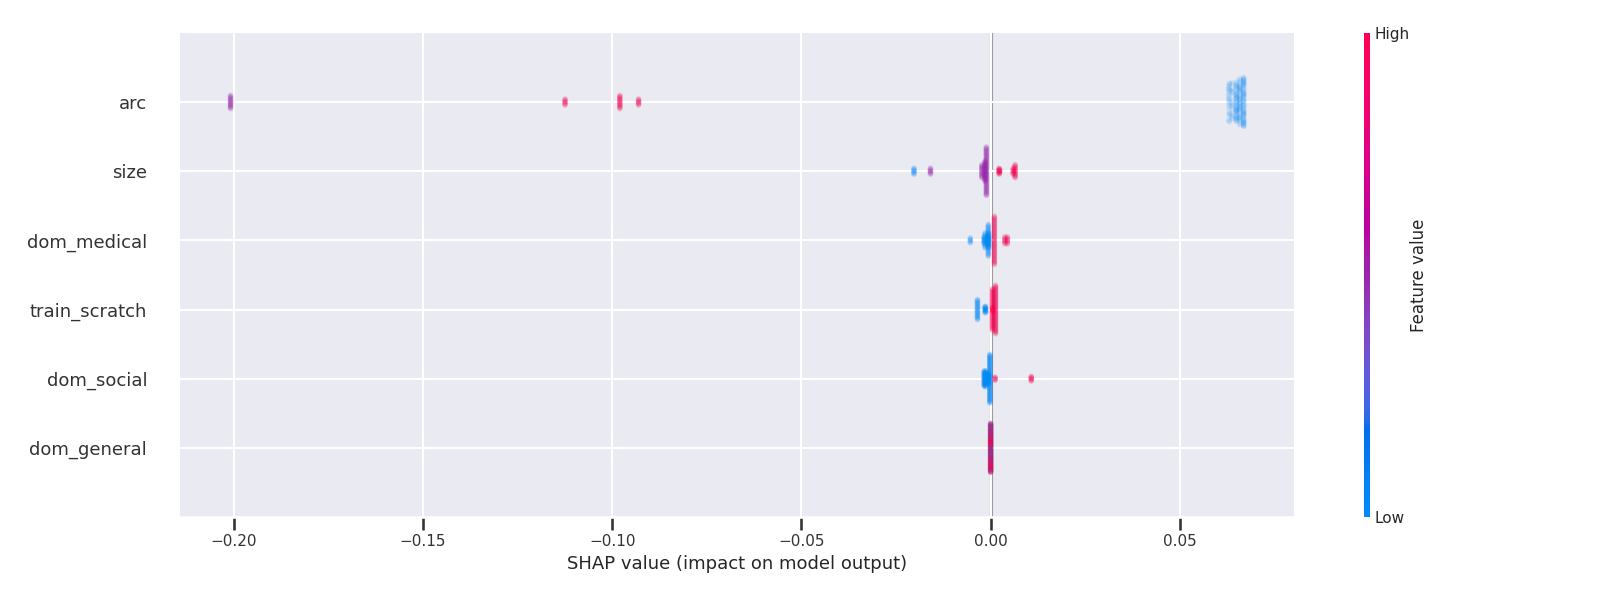 High
arc
size
dom_medical
train_scratch
dom_social
dom_general
Feature value
Low
−0.20 −0.15 −0.10 −0.05 0.00 0.05
SHAP value (impact on model output)